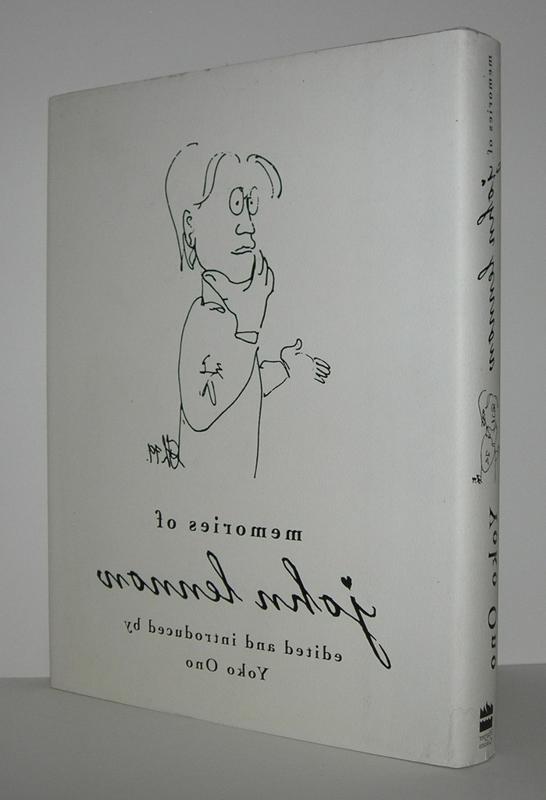 memories of
john lennon
edited and introduced by
Yoko Ono
memories of john lennon Yoko Ono